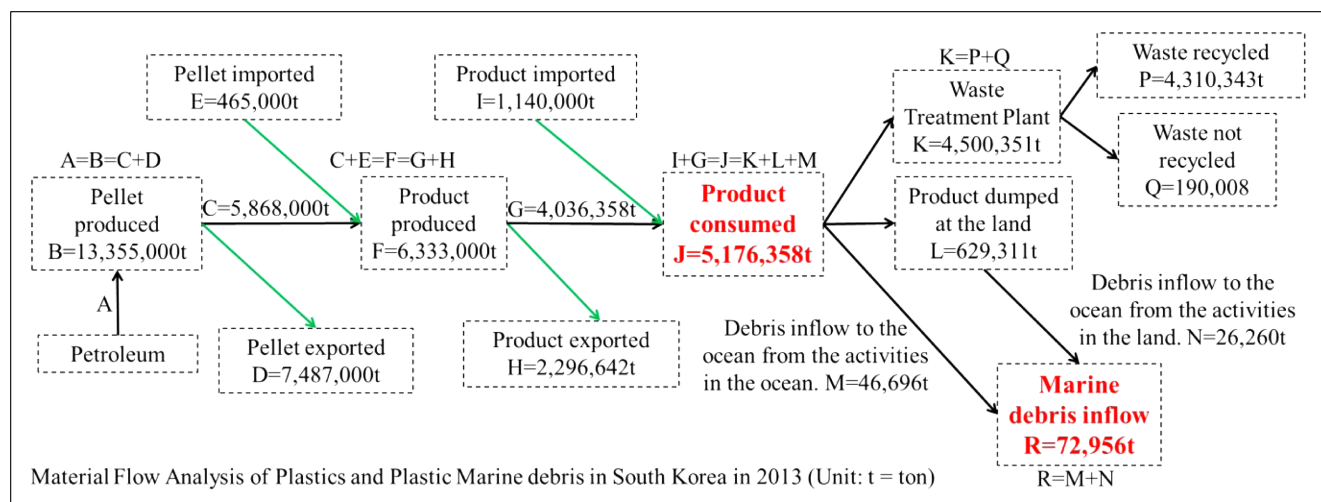 Pellet imported
E=465,000t
Product imported
I=1,140,000t
K=P+Q
Waste
Treatment Plant
K=4,500,351t
Waste recycled
P=4,310,343t
Waste not
recycled
Q=190,008
A=B=C+D
Pellet
produced
B=13,355,000t
C=5,868,000t
C+E=F=G+H
Product
produced
F=6,333,000t
G=4,036,358t
I+G=J=K+L+M
Product
consumed
J=5,176,358t
Product dumped
at the land
L=629,311t
A
Petroleum
Pellet exported
D=7,487,000t
Product exported
H=2,296,642t
Debris inflow to the
ocean from the activities
in the ocean. M=46,696t
Debris inflow to the
ocean from the activities
in the land. N=26,260t
Marine
debris inflow
R=72,956t
R=M+N
Material Flow Analysis of Plastics and Plastic Marine debris in South Korea in 2013 (Unit: t = ton)